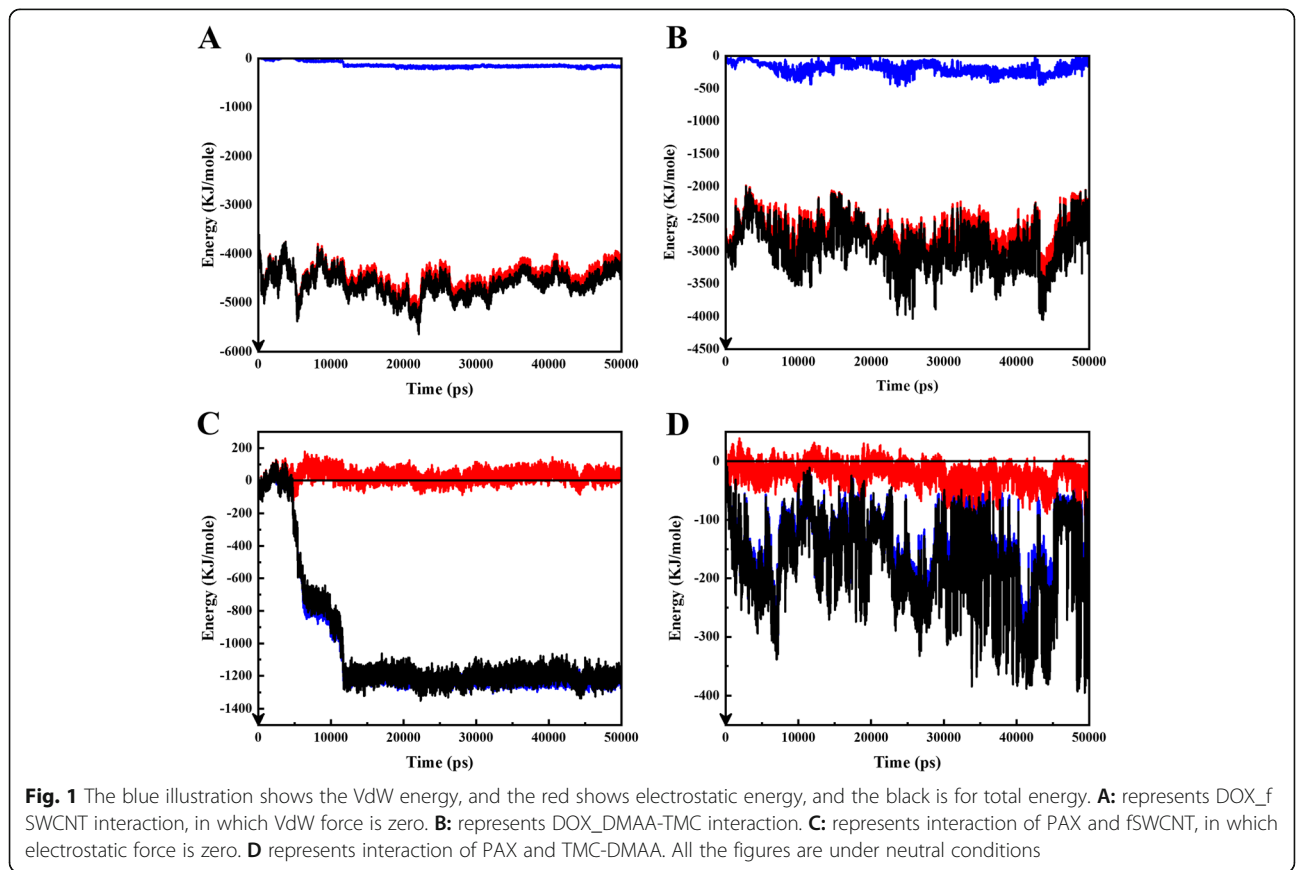 A
0
-1000
-2000
-3000
-4000
-5000
-6000
Energy (KJ/mole)
0 10000 20000 30000 40000 50000
Time (ps)
B
0
-500
-1000
-1500
-2000
-2500
-3000
-3500
-4000
-4500
Energy (KJ/mole)
0 10000 20000 30000 40000 50000
Time (ps)
C
200
0
-200
-400
-600
-800
-1000
-1200
-1400
Energy (KJ/mole)
0 10000 20000 30000 40000 50000
Time (ps)
D
0
-100
-200
-300
-400
Energy (KJ/mole)
0 10000 20000 30000 40000 50000
Time (ps)
Fig. 1 The blue illustration shows the VdW energy, and the red shows electrostatic energy, and the black is for total energy. A: represents DOX_f
SWCNT interaction, in which VdW force is zero. B: represents DOX_DMAA-TMC interaction. C: represents interaction of PAX and fSWCNT, in which
electrostatic force is zero. D represents interaction of PAX and TMC-DMAA. All the figures are under neutral conditions